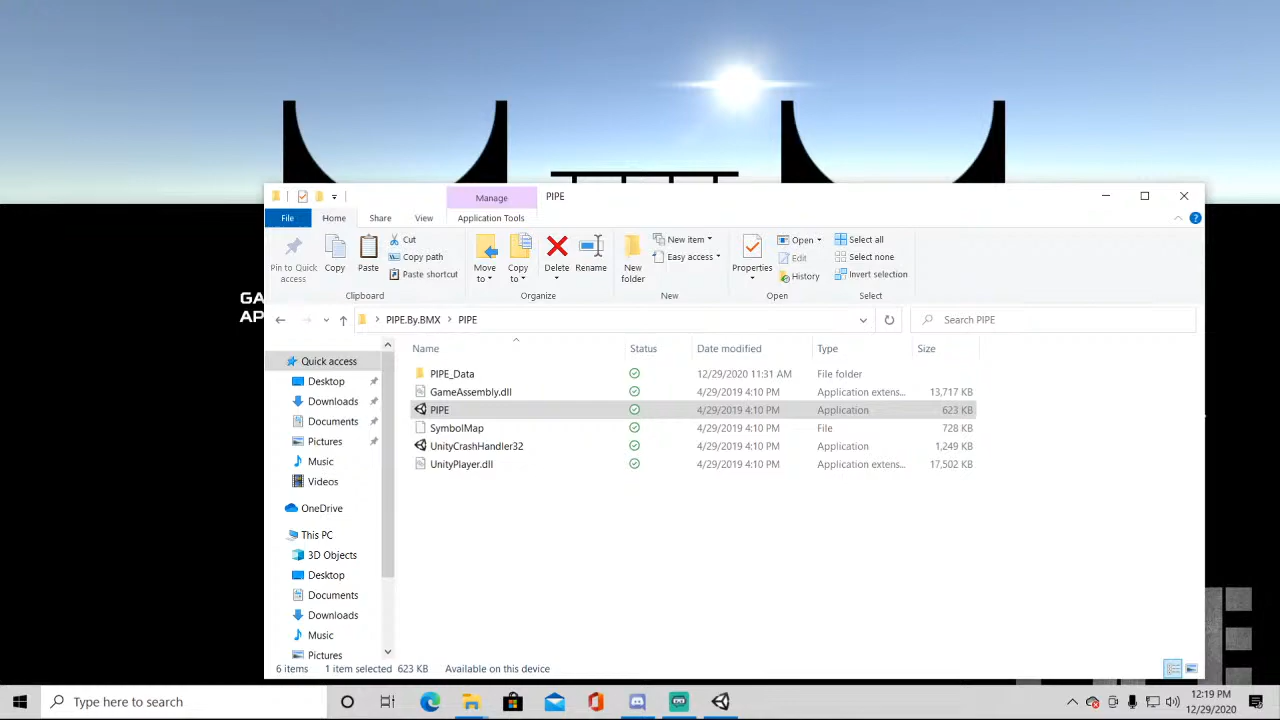 Manage
PIPE
File
Home
Share
View
Application Tools
Pin to Quick access
Copy
Paste
Cut
Copy path
Paste shortcut
Clipboard
Move to
Copy to
Delete
Rename
Organize
New folder
New item
Easy access
New
Properties
Open
Edit
History
Open
Select all
Select none
Invert selection
Select
GA
AP
PIPE.By.BMX > PIPE
Search PIPE
Name Status Date modified Type Size
PIPE_Data 12/29/2020 11:31 AM File folder
GameAssembly.dll 4/29/2019 4:10 PM Application extens... 13,717 KB
PIPE 4/29/2019 4:10 PM Application 623 KB
SymbolMap 4/29/2019 4:10 PM File 728 KB
UnityCrashHandler32 4/29/2019 4:10 PM Application 1,249 KB
UnityPlayer.dll 4/29/2019 4:10 PM Application extens... 17,502 KB
Quick access
Desktop
Downloads
Documents
Pictures
Music
Videos
OneDrive
This PC
3D Objects
Desktop
Documents
Downloads
Music
Pictures
6 items 1 item selected 623 KB Available on this device
Type here to search
12:19 PM
12/29/2020